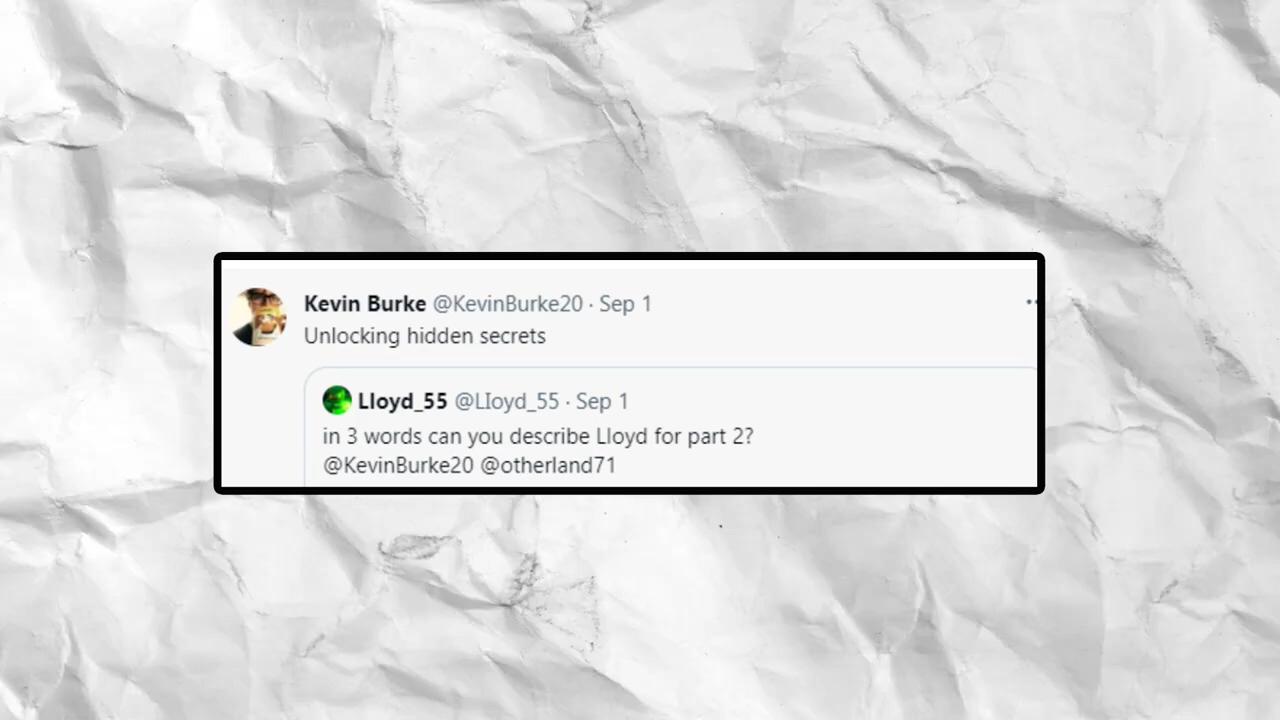 Kevin Burke @KevinBurke20 · Sep 1
Unlocking hidden secrets
Lloyd_55 @LIoyd_55 · Sep 1
in 3 words can you describe Lloyd for part 2?
@KevinBurke20 @otherland71